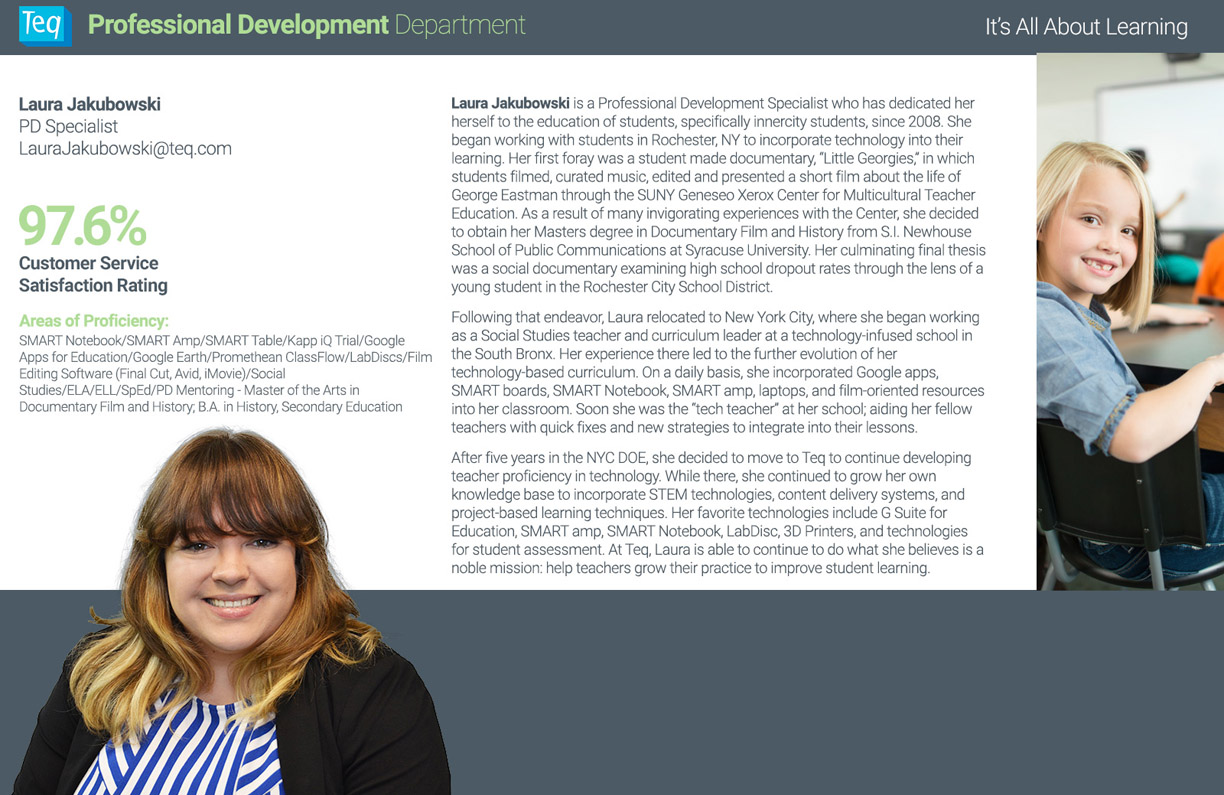 Teq
Professional Development Department
It's All About Learning
Laura Jakubowski
PD Specialist
LauraJakubowski@teq.com
97.6%
Customer Service
Satisfaction Rating
Areas of Proficiency:
SMART Notebook/SMART Amp/SMART Table/Kapp iQ Trial/Google
Apps for Education/Google Earth/Promethean ClassFlow/LabDiscs/Film
Editing Software (Final Cut, Avid, iMovie)/Social
Studies/ELA/ELL/SpEd/PD Mentoring - Master of the Arts in
Documentary Film and History; B.A. in History, Secondary Education
Laura Jakubowski is a Professional Development Specialist who has dedicated her
herself to the education of students, specifically innercity students, since 2008. She
began working with students in Rochester, NY to incorporate technology into their
learning. Her first foray was a student made documentary, “Little Georgies,” in which
students filmed, curated music, edited and presented a short film about the life of
George Eastman through the SUNY Geneseo Xerox Center for Multicultural Teacher
Education. As a result of many invigorating experiences with the Center, she decided
to obtain her Masters degree in Documentary Film and History from S.I. Newhouse
School of Public Communications at Syracuse University. Her culminating final thesis
was a social documentary examining high school dropout rates through the lens of a
young student in the Rochester City School District.
Following that endeavor, Laura relocated to New York City, where she began working
as a Social Studies teacher and curriculum leader at a technology-infused school in
the South Bronx. Her experience there led to the further evolution of her
technology-based curriculum. On a daily basis, she incorporated Google apps,
SMART boards, SMART Notebook, SMART amp, laptops, and film-oriented resources
into her classroom. Soon she was the “tech teacher” at her school; aiding her fellow
teachers with quick fixes and new strategies to integrate into their lessons.
After five years in the NYC DOE, she decided to move to Teq to continue developing
teacher proficiency in technology. While there, she continued to grow her own
knowledge base to incorporate STEM technologies, content delivery systems, and
project-based learning techniques. Her favorite technologies include G Suite for
Education, SMART amp, SMART Notebook, LabDisc, 3D Printers, and technologies
for student assessment. At Teq, Laura is able to continue to do what she believes is a
noble mission: help teachers grow their practice to improve student learning.